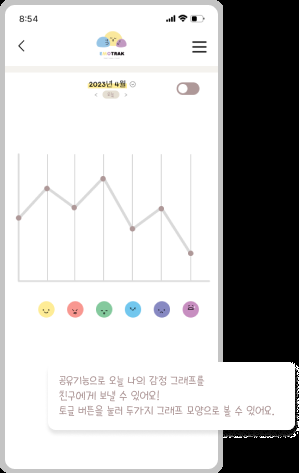 8:54
EMOTRAK
2023년 4월
공유기능으로 오늘 나의 감정 그래프를
친구에게 보낼 수 있어요!
토글 버튼을 눌러 두가지 그래프 모양으로 볼 수 있어요.